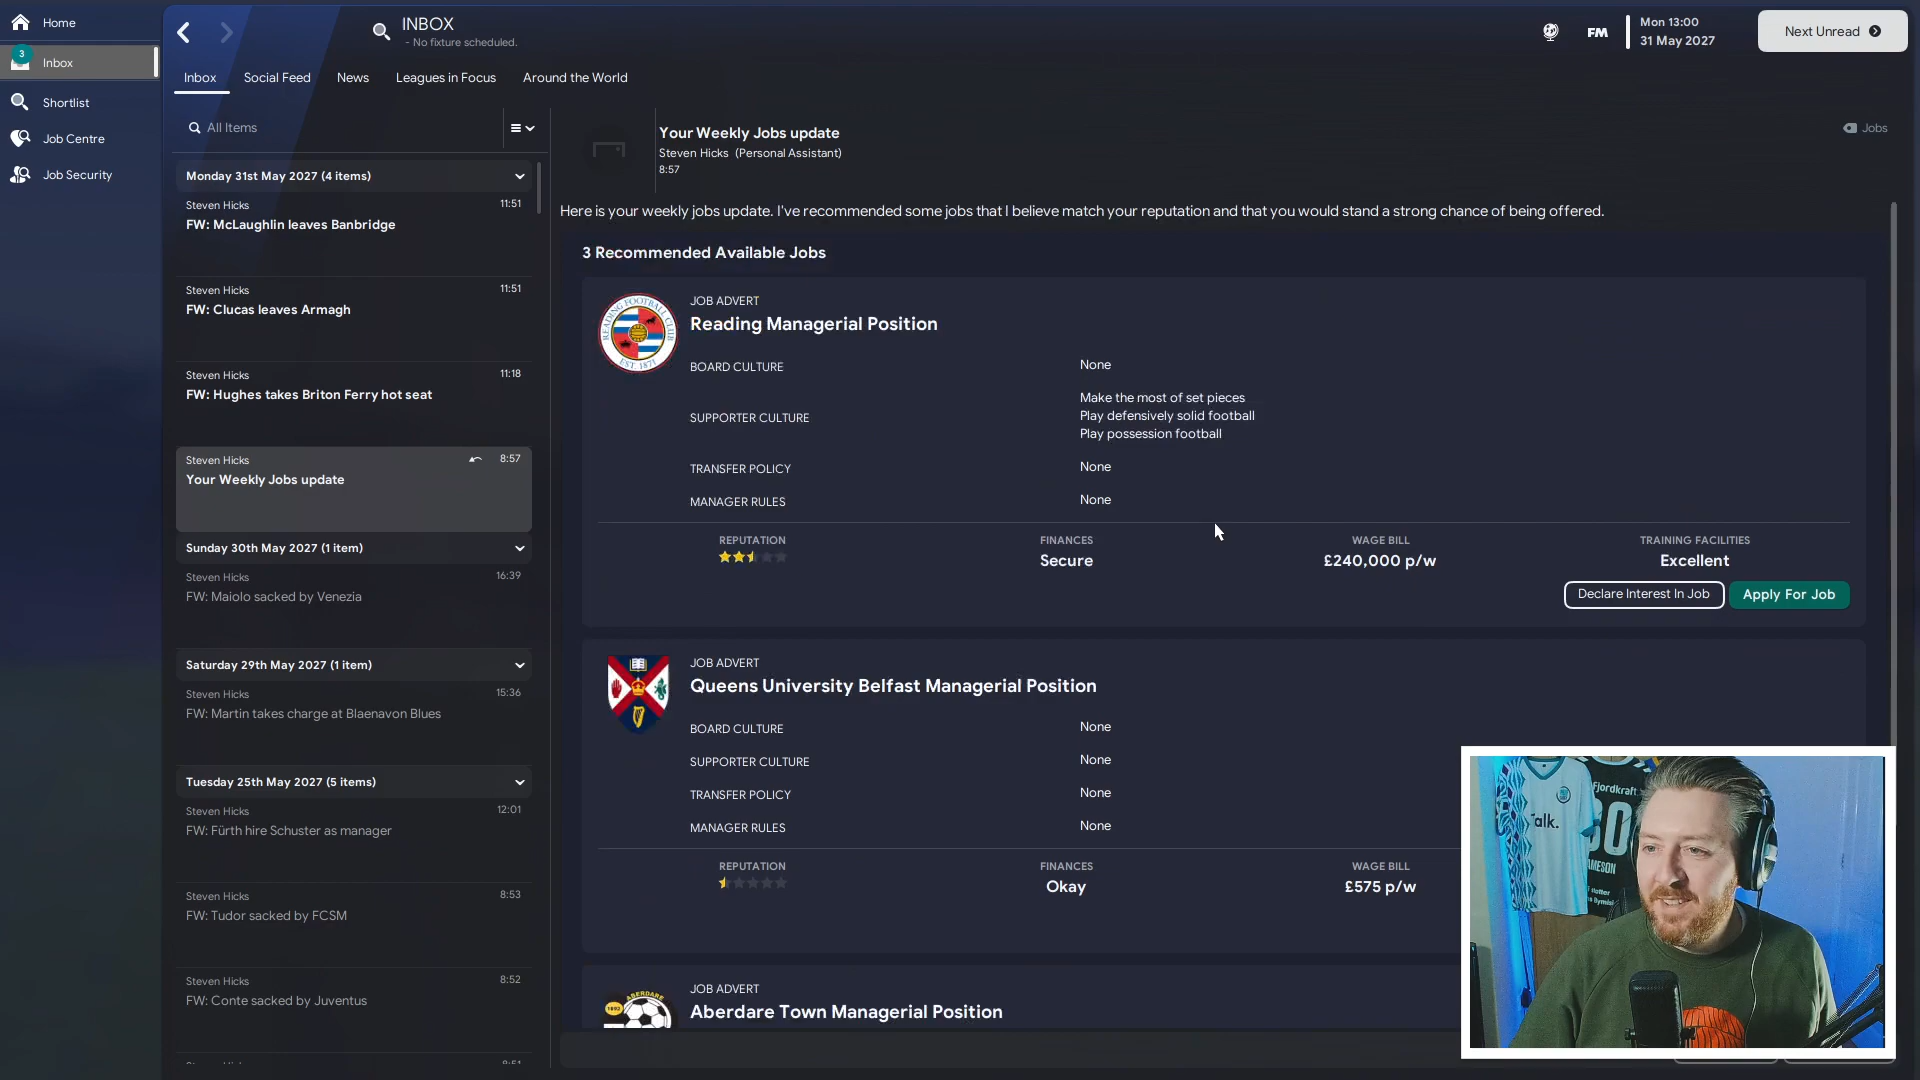 Home
3
Inbox
Shortlist
Job Centre
Job Security
INBOX
- No fixture scheduled.
FM
Mon 13:00
31 May 2027
Next Unread
Inbox
Social Feed
News
Leagues in Focus
Around the World
All Items
Monday 31st May 2027 (4 items)
Steven Hicks
11:51
FW: McLaughlin leaves Banbridge
Steven Hicks
11:51
FW: Clucas leaves Armagh
Steven Hicks
11:18
FW: Hughes takes Briton Ferry hot seat
Steven Hicks
8:57
Your Weekly Jobs update
Sunday 30th May 2027 (1 item)
Steven Hicks
16:39
FW: Maiolo sacked by Venezia
Saturday 29th May 2027 (1 item)
Steven Hicks
15:36
FW: Martin takes charge at Blaenavon Blues
Tuesday 25th May 2027 (5 items)
Steven Hicks
12:01
FW: Fürth hire Schuster as manager
Steven Hicks
8:53
FW: Tudor sacked by FCSM
Steven Hicks
8:52
FW: Conte sacked by Juventus
Your Weekly Jobs update
Steven Hicks (Personal Assistant)
8:57
Jobs
Here is your weekly jobs update. I've recommended some jobs that I believe match your reputation and that you would stand a strong chance of being offered.
3 Recommended Available Jobs
READING FOOTBALL CLUB
EST. 1871
JOB ADVERT
Reading Managerial Position
BOARD CULTURE
None
SUPPORTER CULTURE
Make the most of set pieces
Play defensively solid football
Play possession football
TRANSFER POLICY
None
MANAGER RULES
None
REPUTATION
FINANCES
Secure
WAGE BILL
£240,000 p/w
TRAINING FACILITIES
Excellent
Declare Interest In Job
Apply For Job
JOB ADVERT
Queens University Belfast Managerial Position
BOARD CULTURE
None
SUPPORTER CULTURE
None
TRANSFER POLICY
None
MANAGER RULES
None
REPUTATION
FINANCES
Okay
WAGE BILL
£575 p/w
ABERDARE
JOB ADVERT
Aberdare Town Managerial Position
Talk.
Fjordkraft